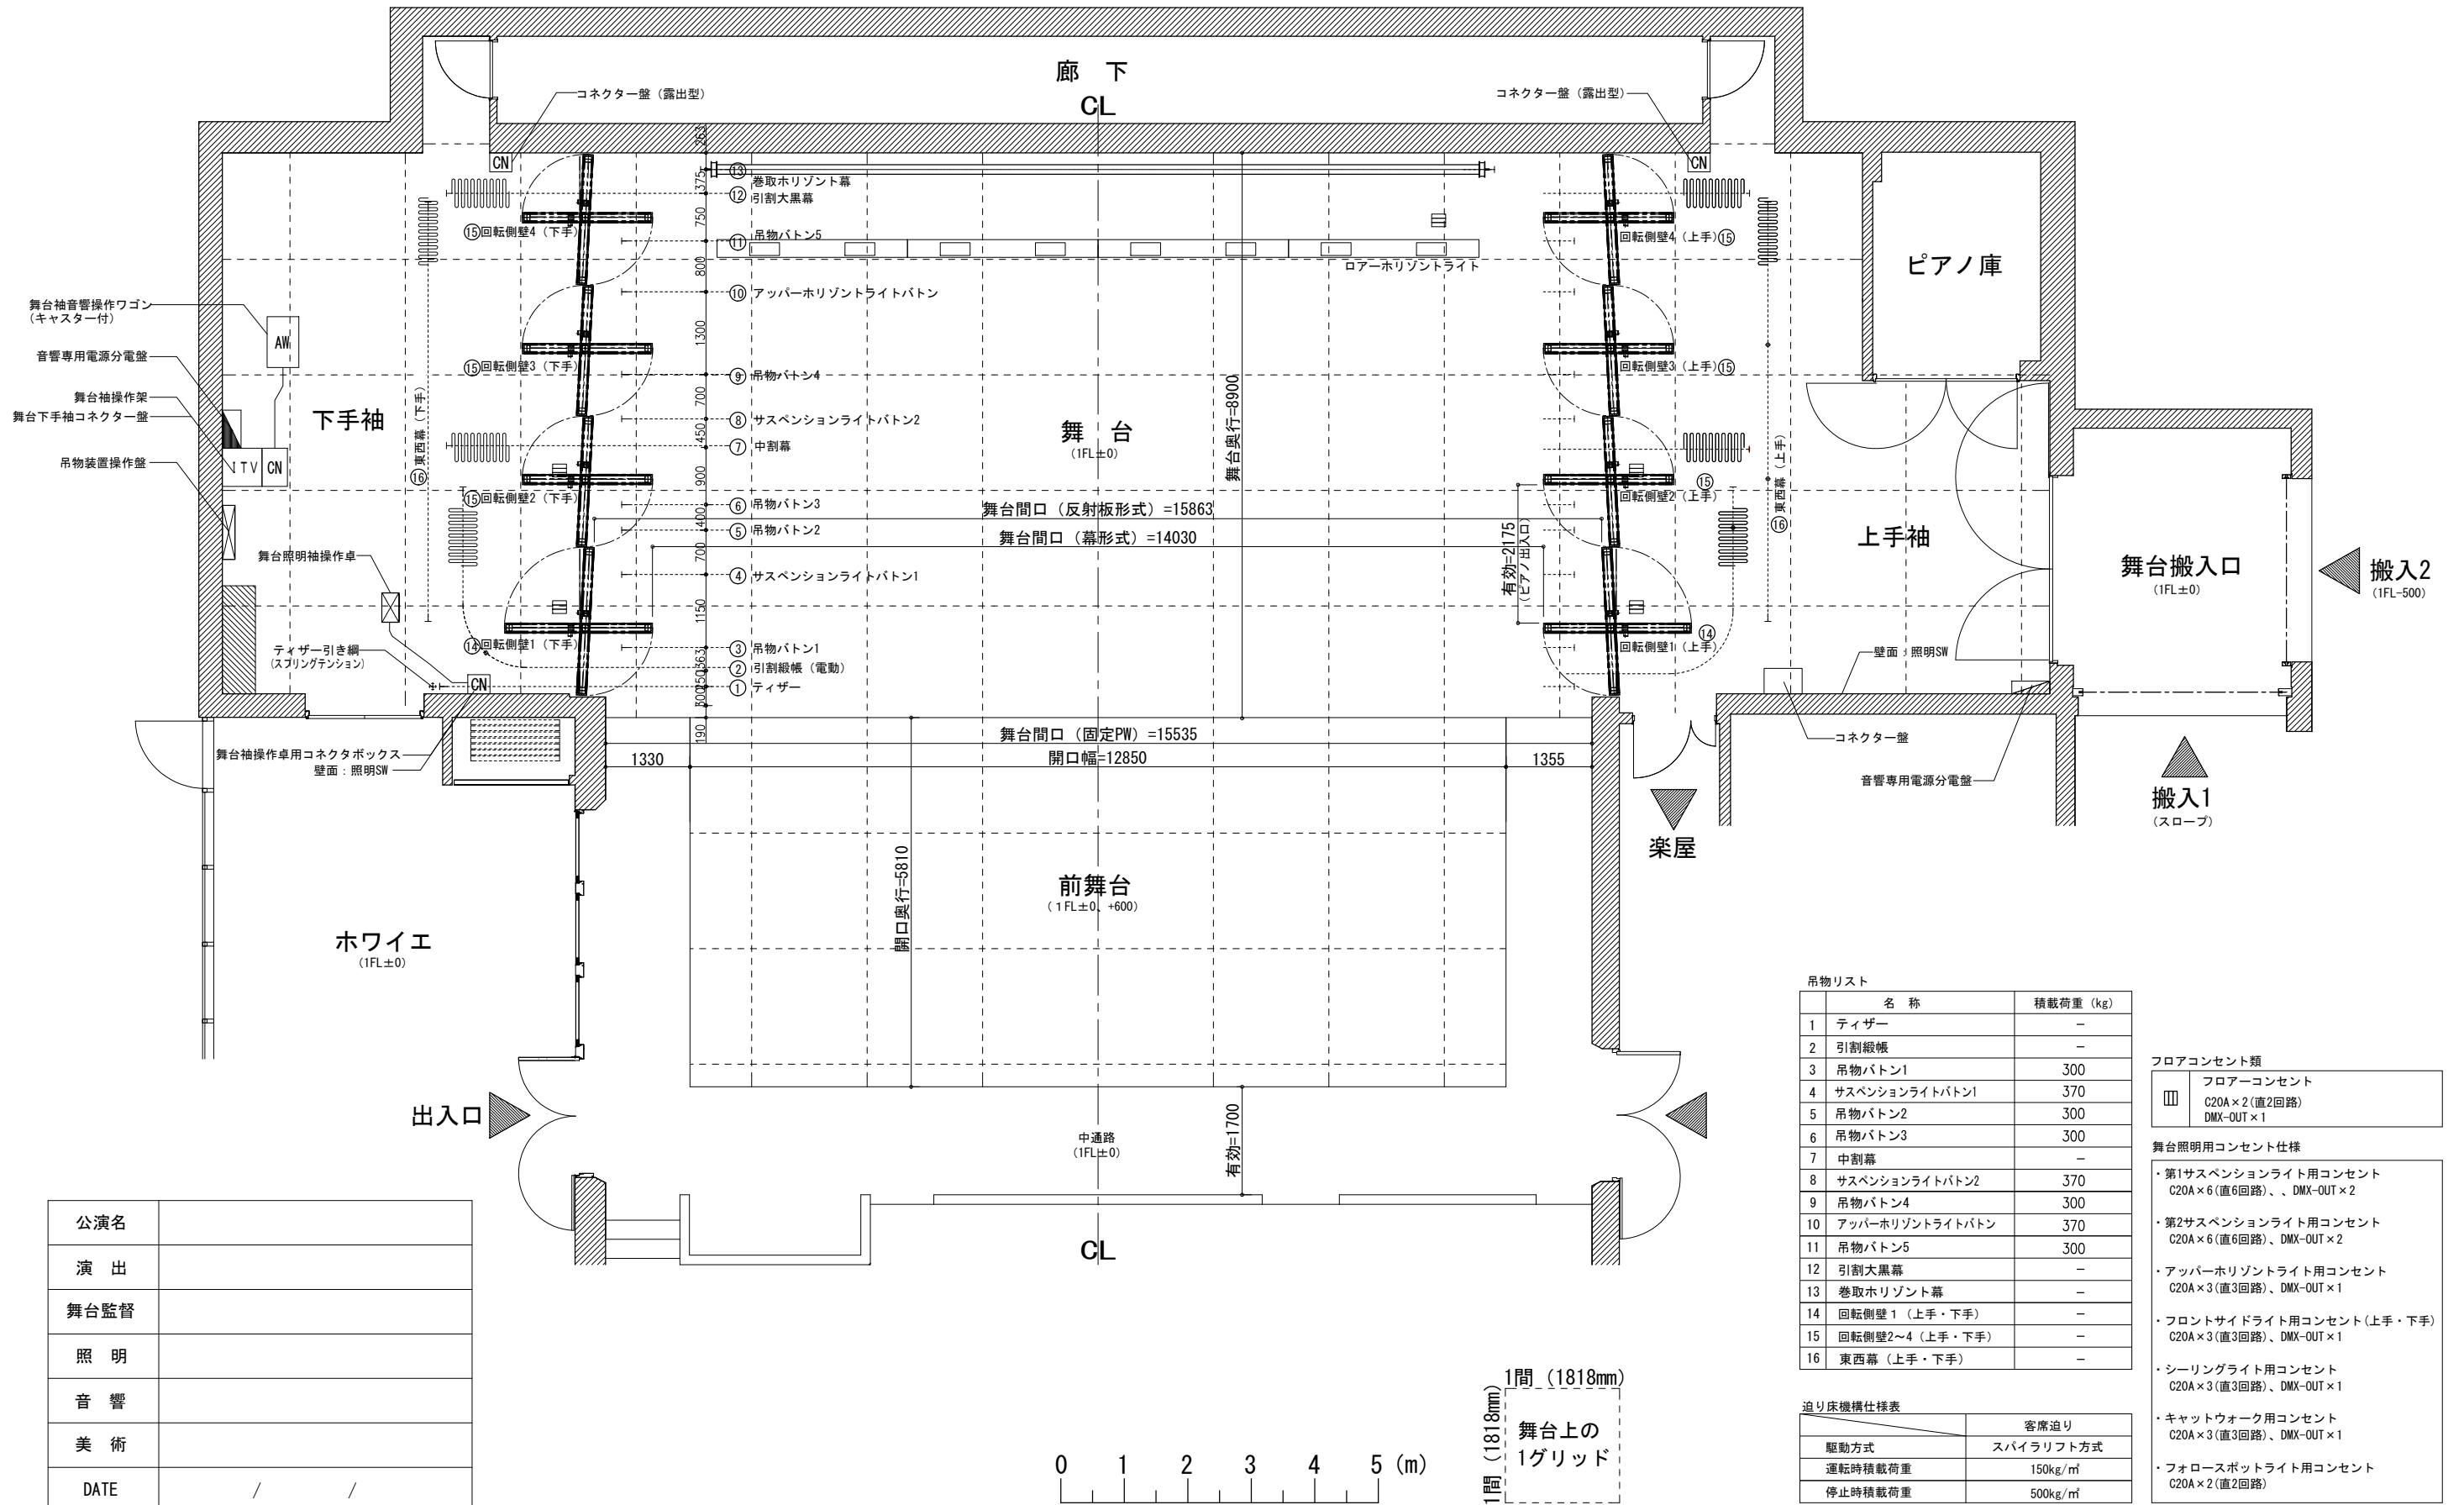 廊　下
CL
コネクター盤（露出型）
コネクター盤（露出型）
CN
CN
263
375
750
800
1300
700
450
900
400
700
1150
363
250
300
190
⑬
巻取ホリゾント幕
⑫ 引割大黒幕
⑪ 吊物バトン5
ロアーホリゾントライト
⑩ アッパーホリゾントライトバトン
⑨ 吊物バトン4
⑧ サスペンションライトバトン2
⑦ 中割幕
⑥ 吊物バトン3
⑤ 吊物バトン2
④ サスペンションライトバトン1
③ 吊物バトン1
② 引割緞帳（電動）
① ティザー
⑮回転側壁4（下手）
⑮回転側壁3（下手）
⑮回転側壁2（下手）
⑭回転側壁1（下手）
回転側壁4（上手）⑮
回転側壁3（上手）⑮
⑮
回転側壁2（上手）
⑭
回転側壁1（上手）
⑯東西幕（下手）
⑯東西幕（上手）
ピアノ庫
舞台袖音響操作ワゴン
（キャスター付）
AW
音響専用電源分電盤
舞台袖操作架
舞台下手袖コネクター盤
ITV
CN
吊物装置操作盤
下手袖
舞台照明袖操作卓
ティザー引き綱
（スプリングテンション）
CN
舞台袖操作卓用コネクタボックス
壁面：照明SW
舞　台
（1FL±0）
舞台奥行=8900
舞台間口（反射板形式）=15863
舞台間口（幕形式）=14030
有効=2175
（ピアノ出入口）
上手袖
壁面：照明SW
コネクター盤
音響専用電源分電盤
舞台搬入口
（1FL±0）
搬入2
（1FL-500）
搬入1
（スロープ）
楽屋
舞台間口（固定PW）=15535
1330
開口幅=12850
1355
開口奥行=5810
前舞台
（１FL±0、+600）
ホワイエ
（1FL±0）
出入口
中通路
（1FL±0）
有効=1700
CL
公演名
演　出
舞台監督
照　明
音　響
美　術
DATE / /
0 1 2 3 4 5 (m)
1間（1818mm）
1間（1818mm）
舞台上の
1グリッド
吊物リスト
名　称 積載荷重（kg）
1 ティザー －
2 引割緞帳 －
3 吊物バトン1 300
4 サスペンションライトバトン1 370
5 吊物バトン2 300
6 吊物バトン3 300
7 中割幕 －
8 サスペンションライトバトン2 370
9 吊物バトン4 300
10 アッパーホリゾントライトバトン 370
11 吊物バトン5 300
12 引割大黒幕 －
13 巻取ホリゾント幕 －
14 回転側壁１（上手・下手） －
15 回転側壁2～4（上手・下手） －
16 東西幕（上手・下手） －
迫り床機構仕様表
客席迫り
駆動方式 スパイラリフト方式
運転時積載荷重 150kg/㎡
停止時積載荷重 500kg/㎡
フロアコンセント類
フロアーコンセント
C20A×2(直2回路)
DMX-OUT×1
舞台照明用コンセント仕様
・第1サスペンションライト用コンセント
C20A×6(直6回路)、、DMX-OUT×2
・第2サスペンションライト用コンセント
C20A×6(直6回路)、DMX-OUT×2
・アッパーホリゾントライト用コンセント
C20A×3(直3回路)、DMX-OUT×1
・フロントサイドライト用コンセント(上手・下手)
C20A×3(直3回路)、DMX-OUT×1
・シーリングライト用コンセント
C20A×3(直3回路)、DMX-OUT×1
・キャットウォーク用コンセント
C20A×3(直3回路)、DMX-OUT×1
・フォロースポットライト用コンセント
C20A×2(直2回路)